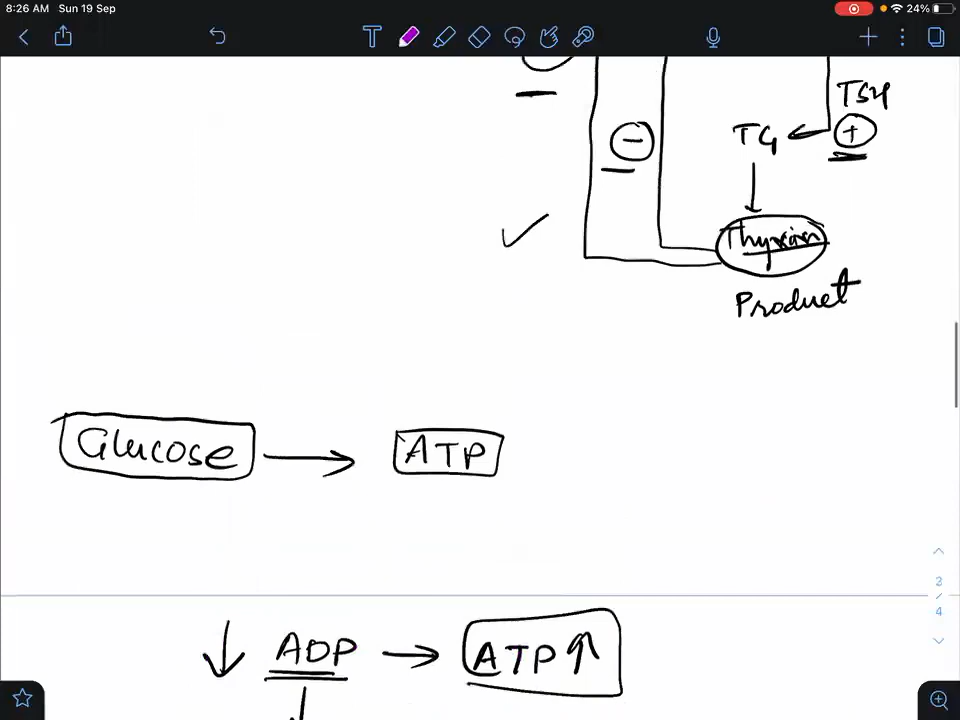 8:26 AM Sun 19 Sep
24%
T
TSH
TG
+
−
Thyroxin
Product
Glucose → ATP
3
/
4
↓ ADP → ATP ↑